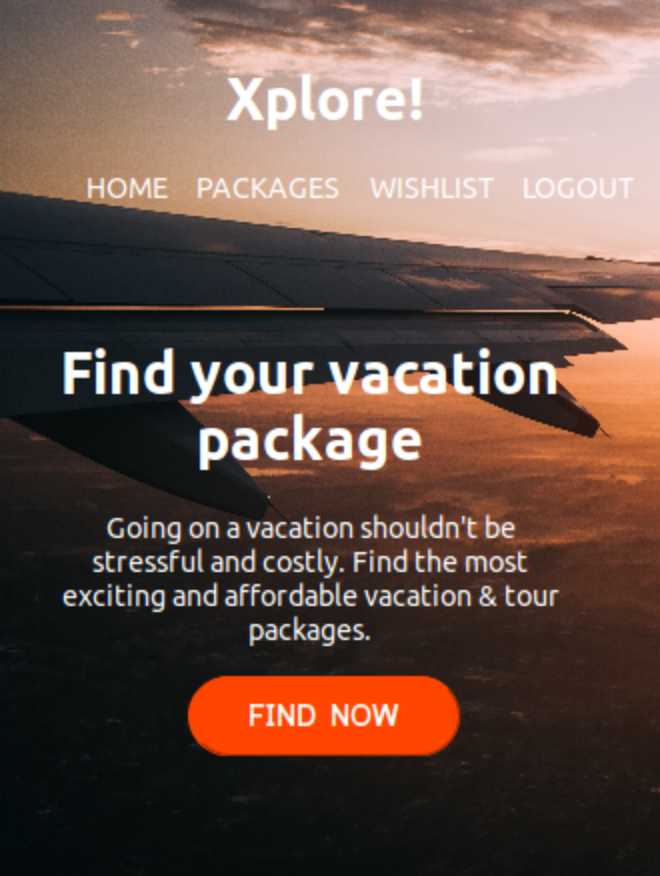 Xplore!
HOME PACKAGES WISHLIST LOGOUT
Find your vacation
package
Going on a vacation shouldn't be
stressful and costly. Find the most
exciting and affordable vacation & tour
packages.
FIND NOW